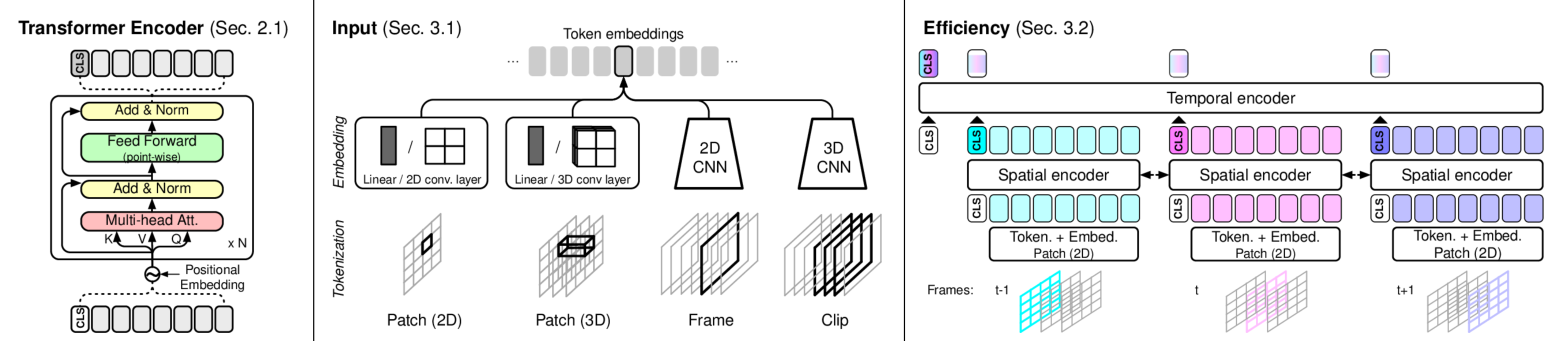 Transformer Encoder (Sec. 2.1)
CLS
Add & Norm
Feed Forward
(point-wise)
Add & Norm
Multi-head Att.
K V Q
x N
Positional
Embedding
CLS
Input (Sec. 3.1)
Token embeddings
... ...
Embedding
/
Linear / 2D conv. layer
/
Linear / 3D conv layer
2D
CNN
3D
CNN
Tokenization
Patch (2D)
Patch (3D)
Frame
Clip
Efficiency (Sec. 3.2)
CLS
Temporal encoder
CLS
CLS
CLS
CLS
Spatial encoder
Spatial encoder
Spatial encoder
CLS
CLS
CLS
Token. + Embed.
Patch (2D)
Token. + Embed.
Patch (2D)
Token. + Embed.
Patch (2D)
Frames:
t-1
t
t+1